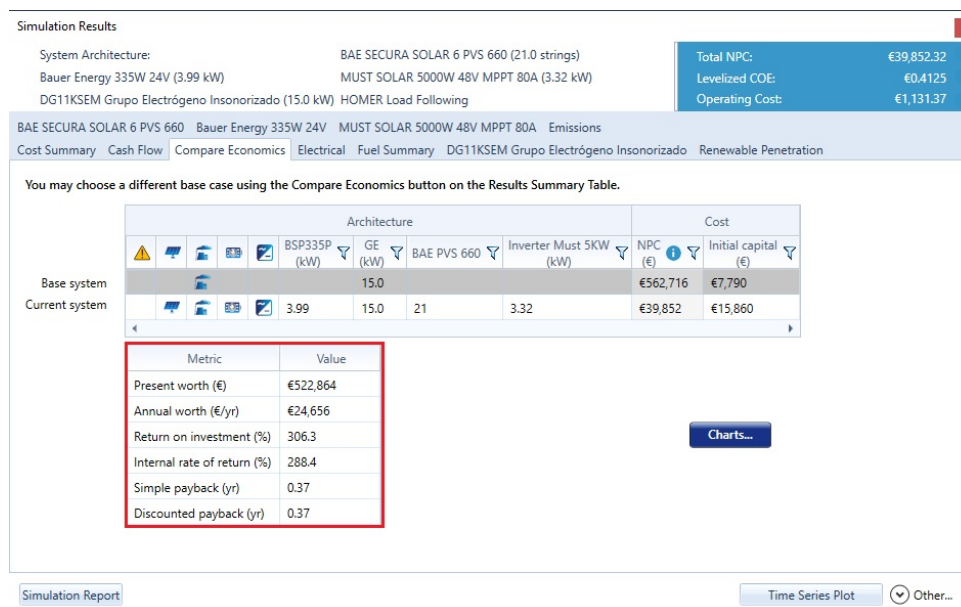 Simulation Results
System Architecture: BAE SECURA SOLAR 6 PVS 660 (21.0 strings)
Bauer Energy 335W 24V (3.99 kW) MUST SOLAR 5000W 48V MPPT 80A (3.32 kW)
DG11KSEM Grupo Electrógeno Insonorizado (15.0 kW) HOMER Load Following
Total NPC: €39,852.32
Levelized COE: €0.4125
Operating Cost: €1,131.37
BAE SECURA SOLAR 6 PVS 660 Bauer Energy 335W 24V MUST SOLAR 5000W 48V MPPT 80A Emissions
Cost Summary Cash Flow Compare Economics Electrical Fuel Summary DG11KSEM Grupo Electrógeno Insonorizado Renewable Penetration
You may choose a different base case using the Compare Economics button on the Results Summary Table.
Architecture Cost
BSP335P (kW) GE (kW) BAE PVS 660 Inverter Must 5KW (kW) NPC (€) Initial capital (€)
Base system 15.0 €562,716 €7,790
Current system 3.99 15.0 21 3.32 €39,852 €15,860
Metric Value
Present worth (€) €522,864
Annual worth (€/yr) €24,656
Return on investment (%) 306.3
Internal rate of return (%) 288.4
Simple payback (yr) 0.37
Discounted payback (yr) 0.37
Charts...
Simulation Report Time Series Plot Other...